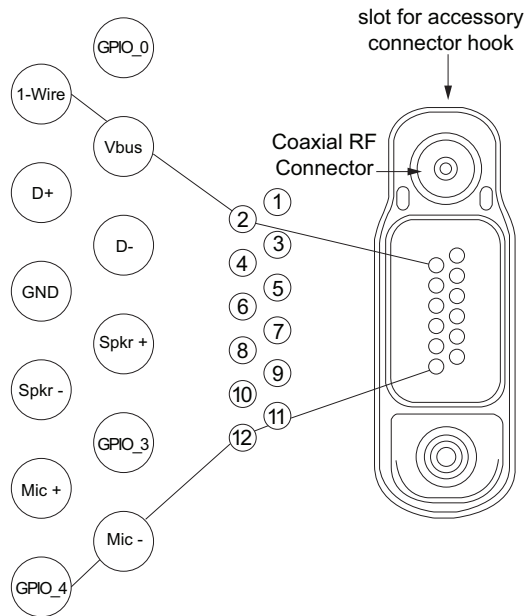 slot for accessory
connector hook
GPIO_0
1-Wire
Coaxial RF
Connector
Vbus
D+
1
2
D-
3
4
GND
5
6
Spkr +
7
8
Spkr -
9
10
GPIO_3
11
12
Mic +
Mic -
GPIO_4